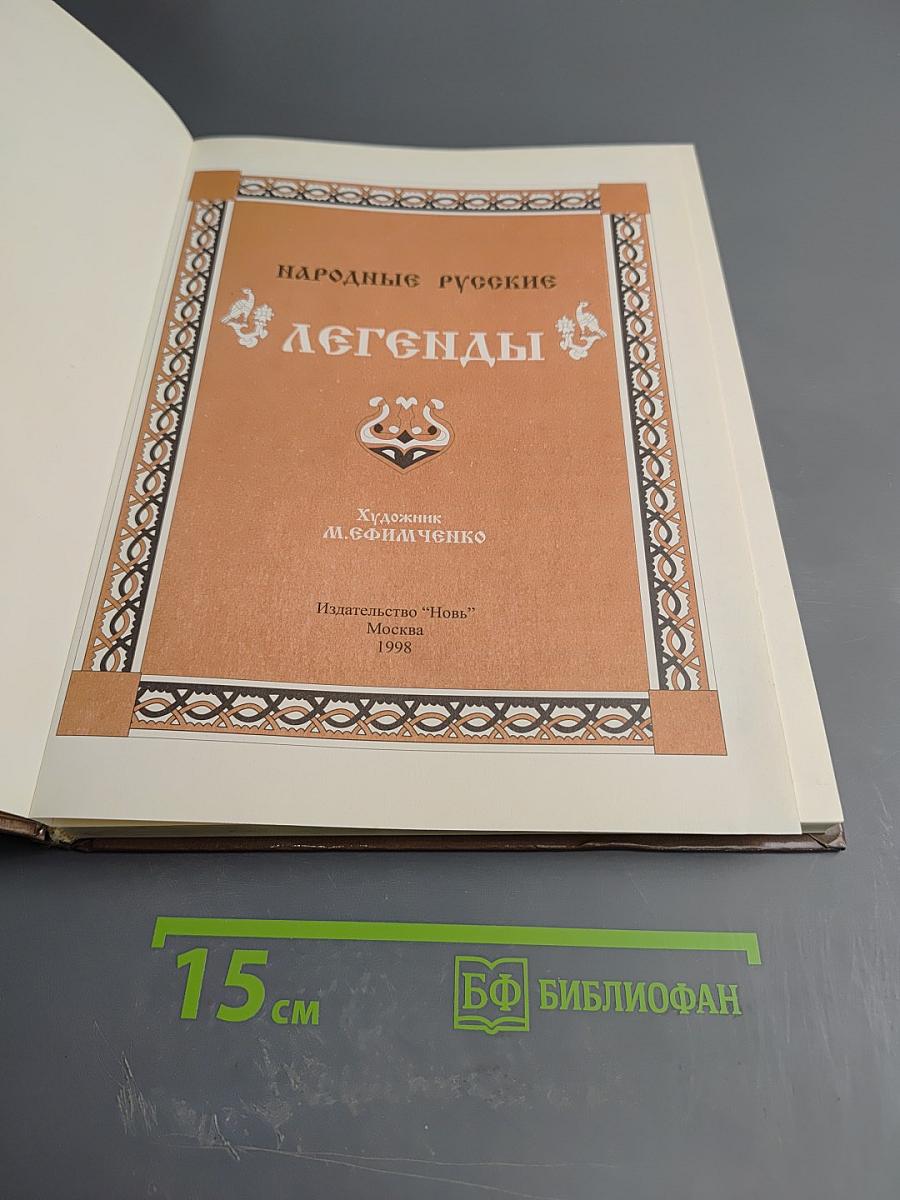 НАРОДНЫЕ РУССКИЕ
ЛЕГЕНДЫ
Художник
М.ЕФИМЧЕНКО
Издательство “Новь”
Москва
1998
15 см
БФ БИБЛИОФАН